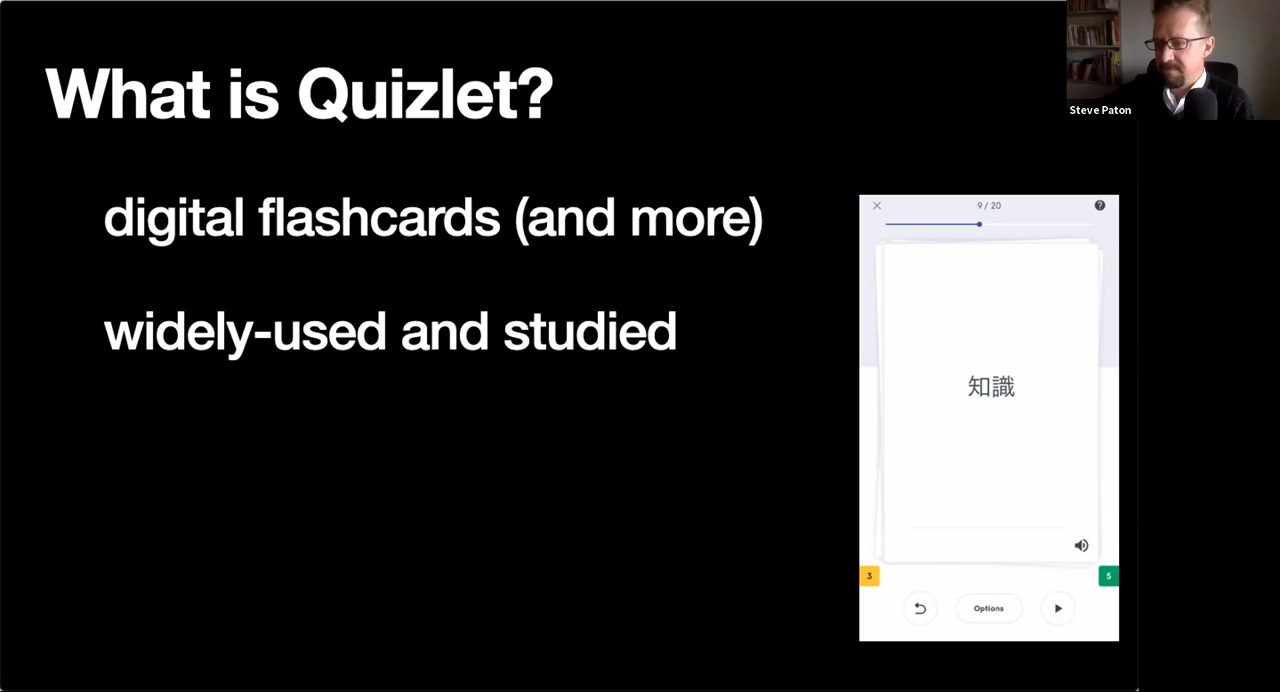 What is Quizlet?
Steve Paton
digital flashcards (and more)
widely-used and studied
9 / 20
?
知識
3
5
Options